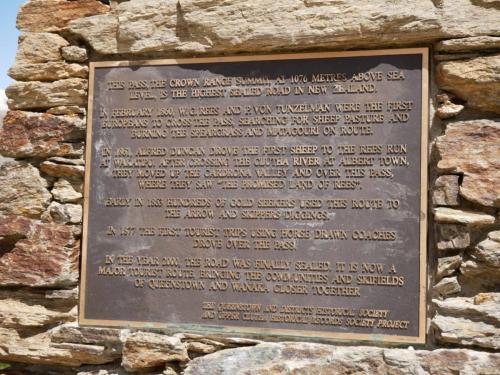 THIS PASS, THE CROWN RANGE SUMMIT, AT 1076 METRES ABOVE SEA
LEVEL, IS THE HIGHEST SEALED ROAD IN NEW ZEALAND.
IN FEBRUARY 1860, W.G. REES AND P. VON TUNZELMAN WERE THE FIRST
EUROPEANS TO THIS PASS, SEARCHING FOR SHEEP PASTURE AND
BURNING THE SPEARGRASS AND MATAGOURI ON ROUTE.
IN 1861, ALFRED DUNCAN DROVE THE FIRST SHEEP TO THE REES RUN
AT WAKATIPU. AFTER CROSSING THE CLUTHA RIVER AT ALBERT TOWN,
THEY MOVED UP THE CARDRONA VALLEY AND OVER THIS PASS,
WHERE THEY SAW "THE PROMISED LAND OF REES".
EARLY IN 1863 HUNDREDS OF GOLD SEEKERS USED THIS ROUTE TO
THE ARROW AND SKIPPERS DIGGINGS.
IN 1877 THE FIRST TOURIST TRIPS USING HORSE DRAWN COACHES
DROVE OVER THE PASS.
IN THE YEAR 2000, THE ROAD WAS FINALLY SEALED. IT IS NOW A
MAJOR TOURIST ROUTE, BRINGING THE COMMUNITIES AND SKIFIELDS
OF QUEENSTOWN AND WANAKA CLOSER TOGETHER
THE QUEENSTOWN AND DISTRICTS HISTORICAL SOCIETY
AND UPPER CLUTHA HISTORICAL RECORDS SOCIETY PROJECT